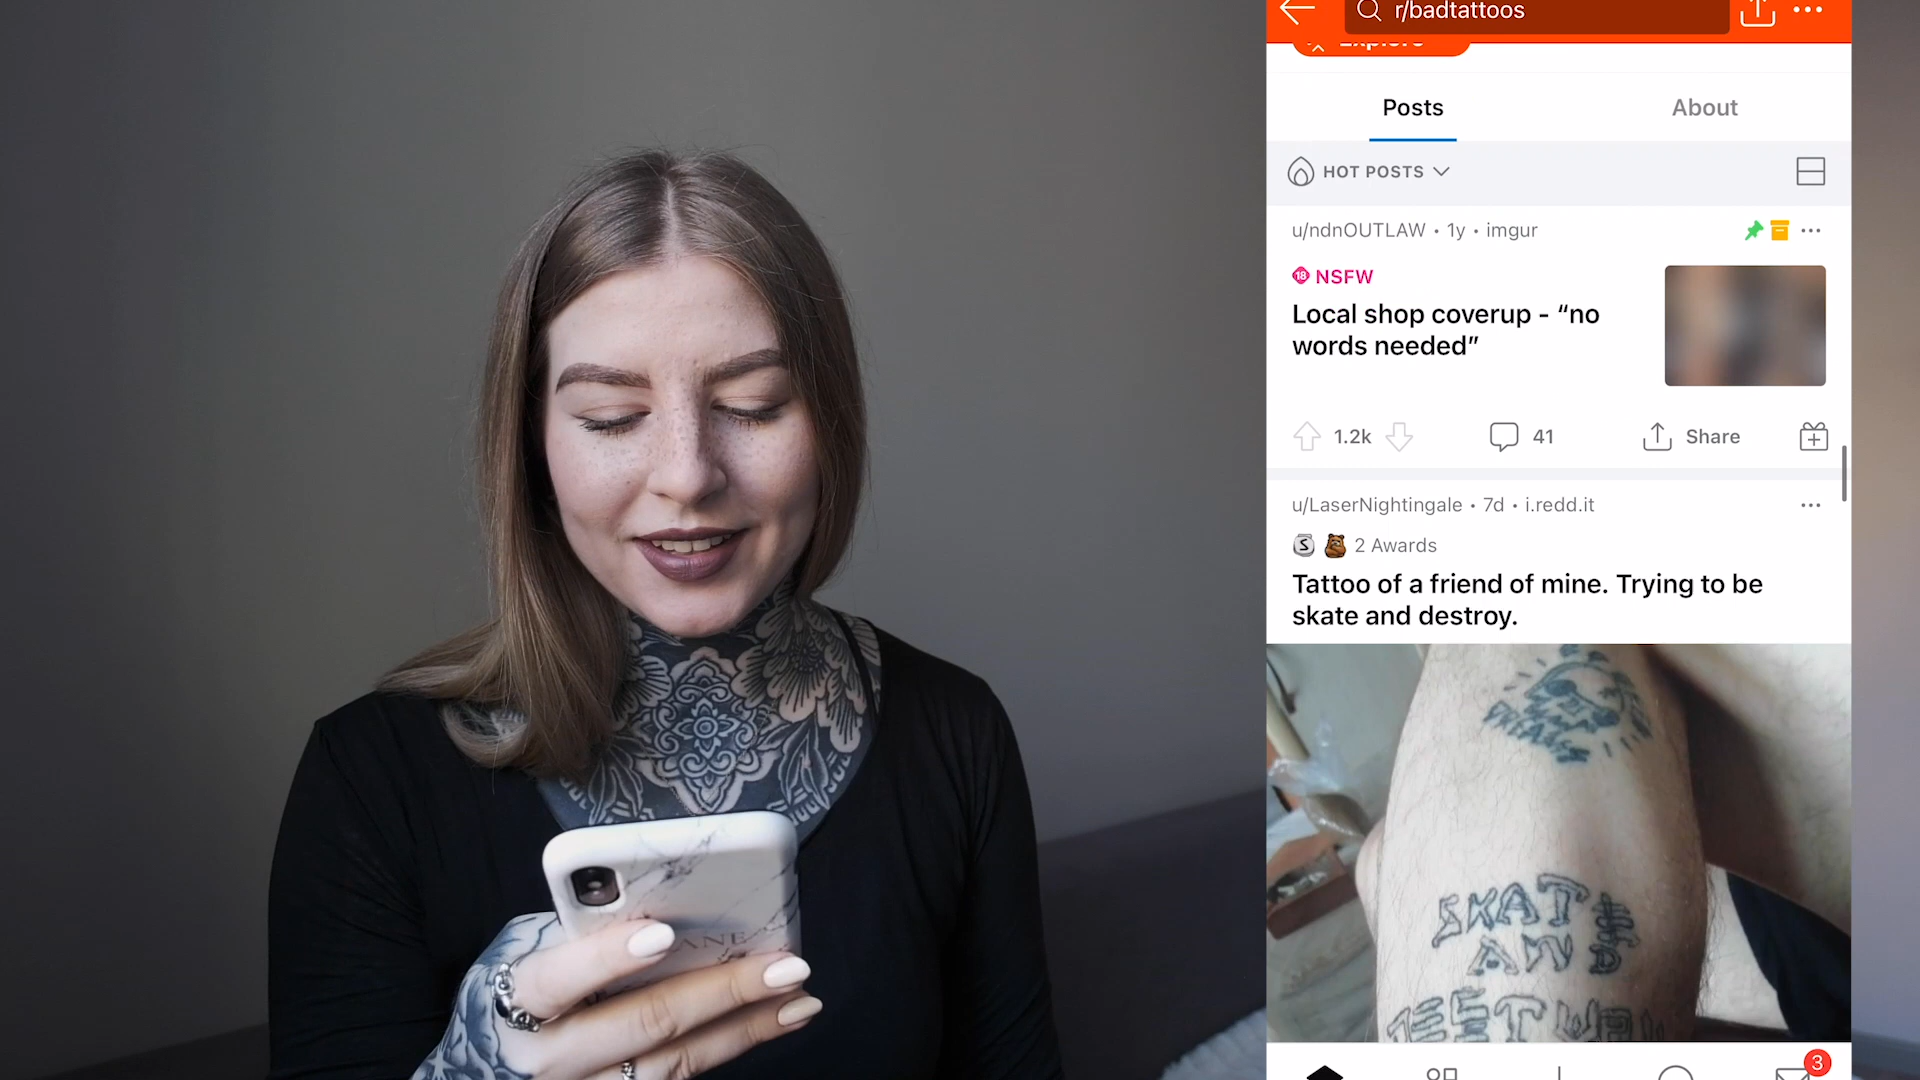 r/badtattoos
Explore
Posts
About
HOT POSTS
u/ndnOUTLAW • 1y • imgur
18 NSFW
Local shop coverup - “no
words needed”
1.2k
41
Share
u/LaserNightingale • 7d • i.redd.it
S
2 Awards
Tattoo of a friend of mine. Trying to be
skate and destroy.
SKATE
AND
3